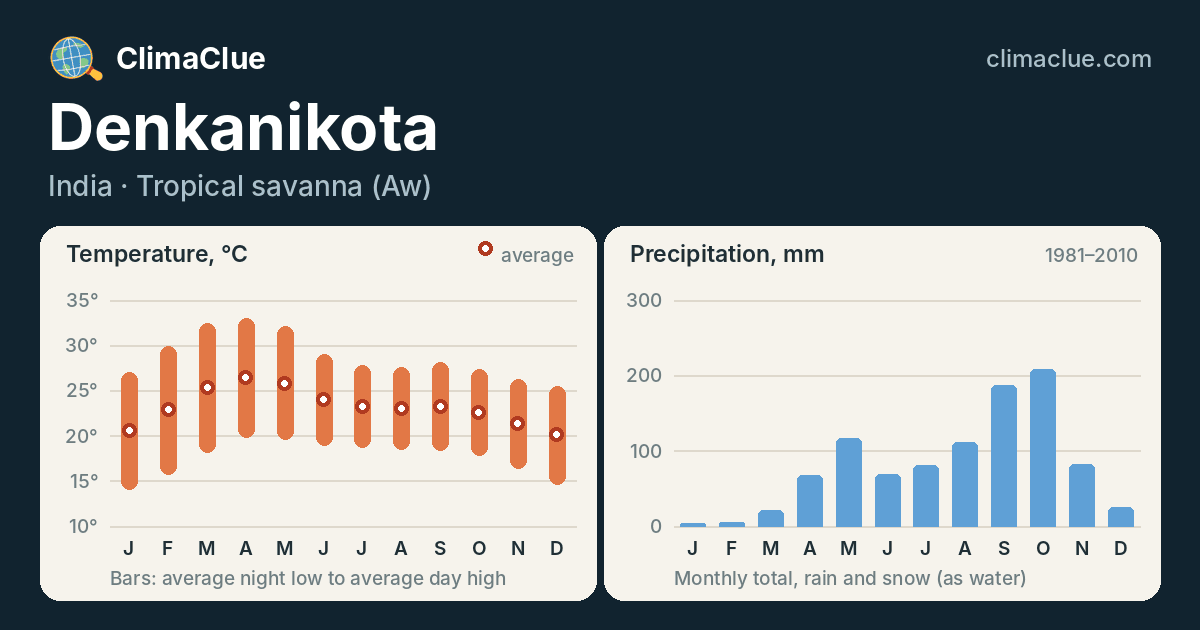 ClimaClue
climaclue.com
Denkanikota
India · Tropical savanna (Aw)
Temperature, °C
average
35°
30°
25°
20°
15°
10°
J F M A M J J A S O N D
Bars: average night low to average day high
Precipitation, mm
1981–2010
300
200
100
0
J F M A M J J A S O N D
Monthly total, rain and snow (as water)